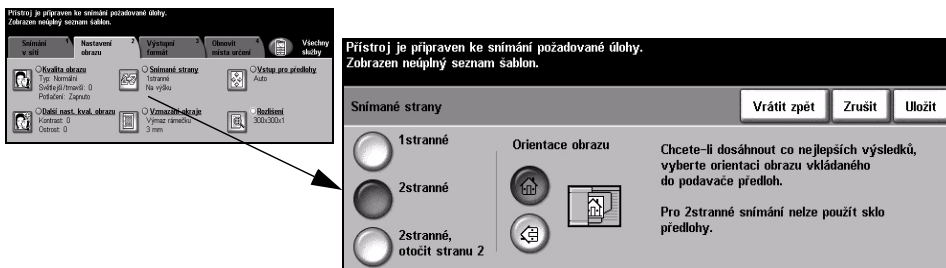 Přístroj je připraven ke snímání požadované úlohy.
Zobrazen neúplný seznam šablon.
Snímání v síti 1
Nastavení obrazu 2
Výstupní formát 3
Obnovit místa určení 4
Všechny služby
Kvalita obrazu
Typ: Normální
Světlejší/tmavší: 0
Potlačení: Zapnuto
Snímané strany
1stranné
Na výšku
Vstup pro předlohy
Auto
Další nast. kval. obrazu
Kontrast 0
Ostrost 0
Vymazání okraje
Výmaz rámečku
3 mm
Rozlišení
300x300x1
Přístroj je připraven ke snímání požadované úlohy.
Zobrazen neúplný seznam šablon.
Snímané strany
Vrátit zpět
Zrušit
Uložit
1stranné
2stranné
2stranné,
otočit stranu 2
Orientace obrazu
Chcete-li dosáhnout co nejlepších výsledků,
vyberte orientaci obrazu vkládaného
do podavače předloh.
Pro 2stranné snímání nelze použít sklo
předlohy.